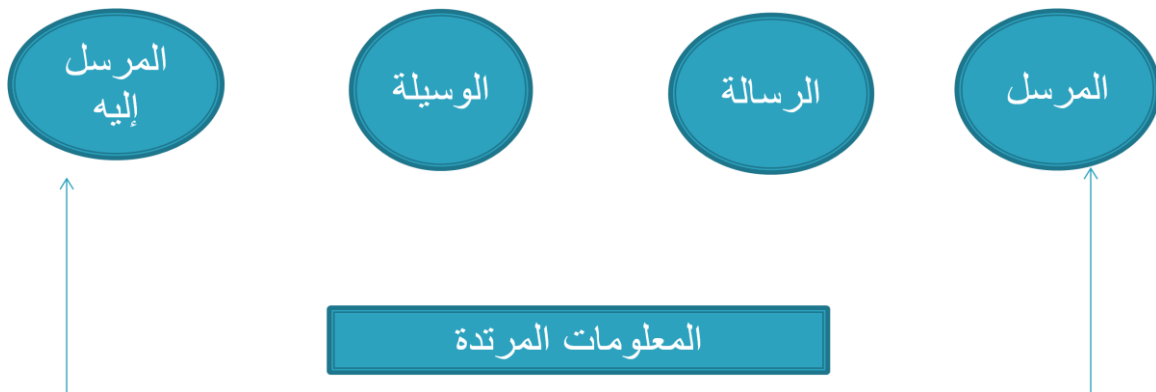 المرسل
الرسالة
الوسيلة
المرسل
إليه
المعلومات المرتدة